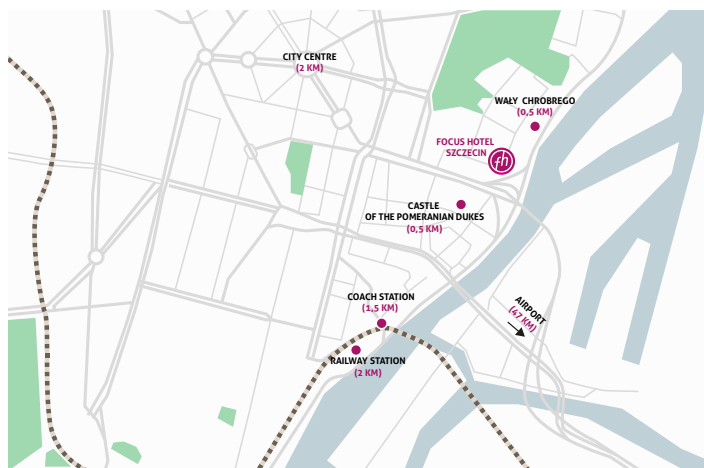 CITY CENTRE
(2 KM)
WAŁY CHROBREGO
(0,5 KM)
FOCUS HOTEL
SZCZECIN
fh
CASTLE
OF THE POMERANIAN DUKES
(0,5 KM)
COACH STATION
(1,5 KM)
AIRPORT
(47 KM)
RAILWAY STATION
(2 KM)